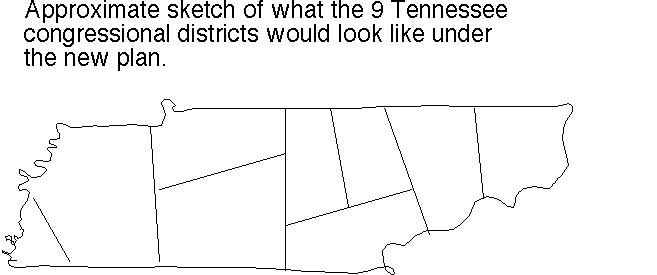 Approximate sketch of what the 9 Tennessee
congressional districts would look like under
the new plan.